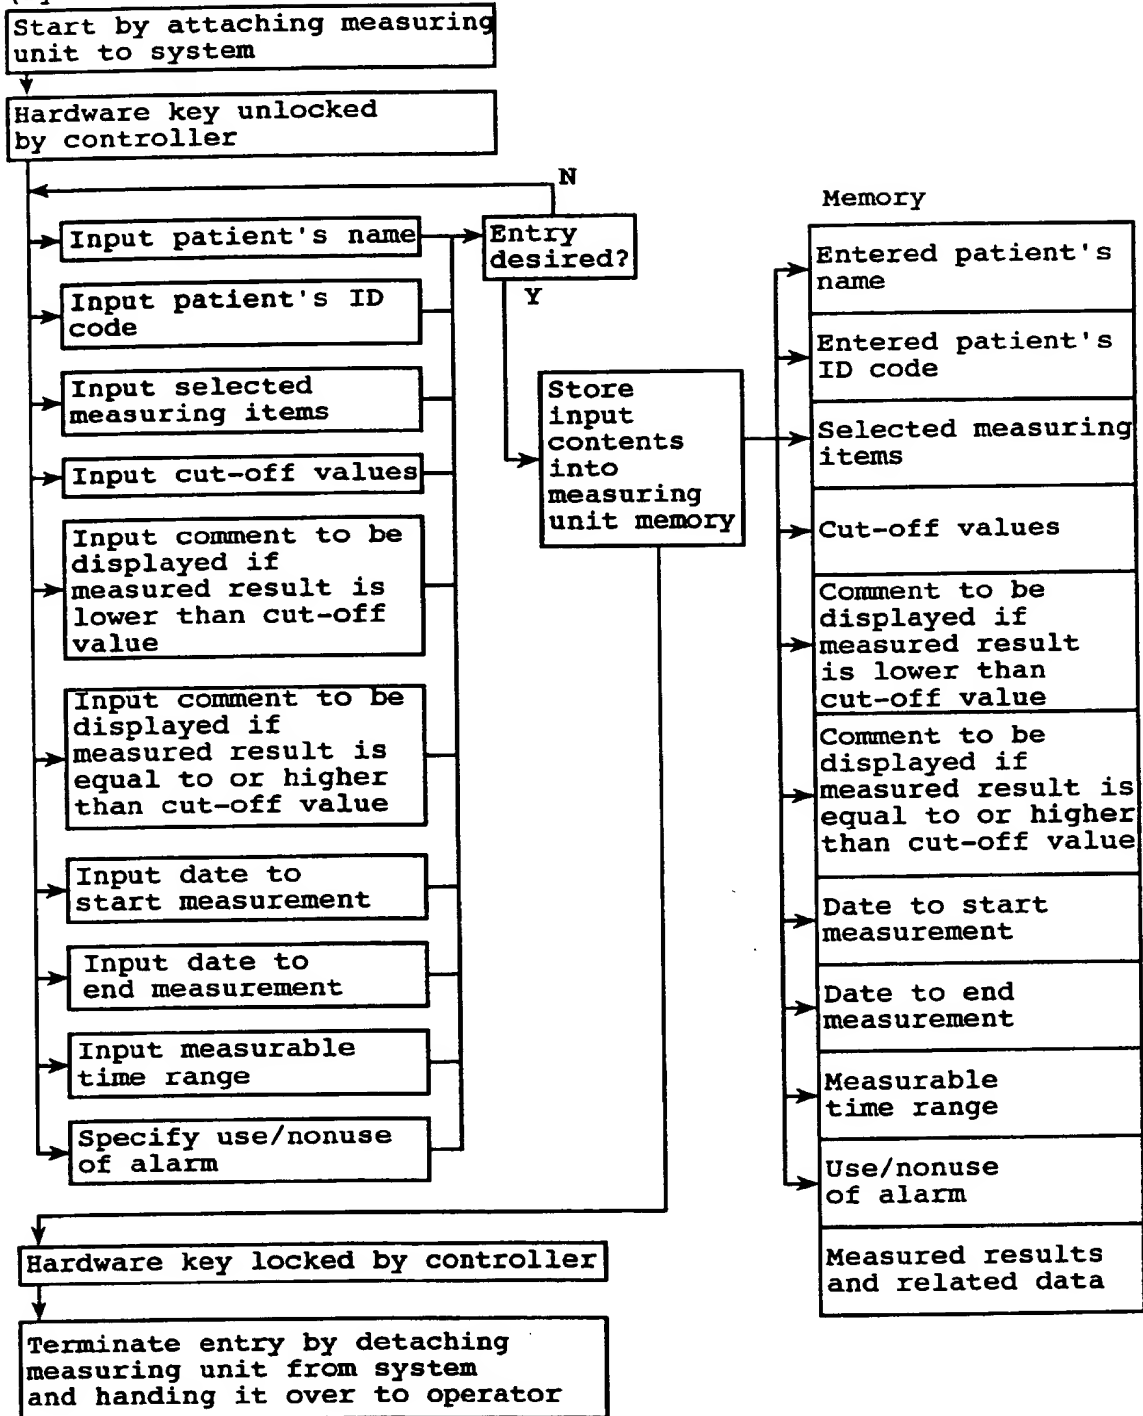 Start by attaching measuring
unit to system
Hardware key unlocked
by controller
N
Input patient's name
Entry
desired?
Y
Input patient's ID
code
Input selected
measuring items
Input cut-off values
Input comment to be
displayed if
measured result is
lower than cut-off
value
Input comment to be
displayed if
measured result is
equal to or higher
than cut-off value
Input date to
start measurement
Input date to
end measurement
Input measurable
time range
Specify use/nonuse
of alarm
Store
input
contents
into
measuring
unit memory
Memory
Entered patient's
name
Entered patient's
ID code
Selected measuring
items
Cut-off values
Comment to be
displayed if
measured result
is lower than
cut-off value
Comment to be
displayed if
measured result is
equal to or higher
than cut-off value
Date to start
measurement
Date to end
measurement
Measurable
time range
Use/nonuse
of alarm
Measured results
and related data
Hardware key locked by controller
Terminate entry by detaching
measuring unit from system
and handing it over to operator